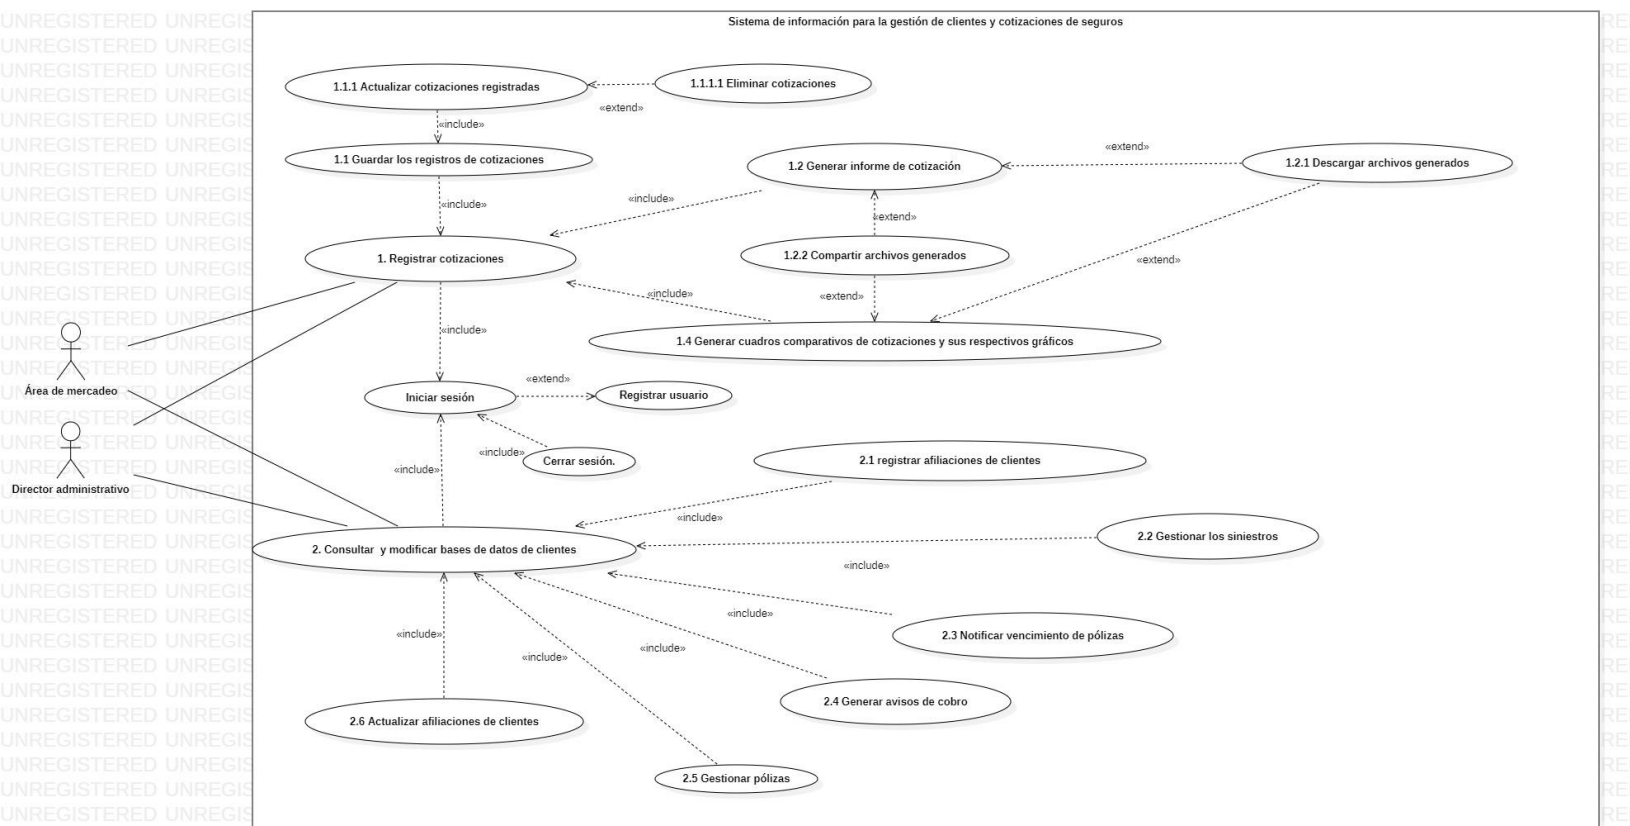 Sistema de información para la gestión de clientes y cotizaciones de seguros
1.1.1 Actualizar cotizaciones registradas
1.1.1.1 Eliminar cotizaciones
«extend»
«include»
1.1 Guardar los registros de cotizaciones
1.2 Generar informe de cotización
«extend»
1.2.1 Descargar archivos generados
«include»
«include»
«extend»
1. Registrar cotizaciones
1.2.2 Compartir archivos generados
«extend»
«include»
«extend»
«include»
1.4 Generar cuadros comparativos de cotizaciones y sus respectivos gráficos
Área de mercadeo
Iniciar sesión
«extend»
Registrar usuario
«include»
Cerrar sesión.
«include»
2.1 registrar afiliaciones de clientes
Director administrativo
«include»
2.2 Gestionar los siniestros
2. Consultar  y modificar bases de datos de clientes
«include»
«include»
2.3 Notificar vencimiento de pólizas
«include»
«include»
«include»
2.4 Generar avisos de cobro
2.6 Actualizar afiliaciones de clientes
2.5 Gestionar pólizas
UNREGISTERED UNREGIS